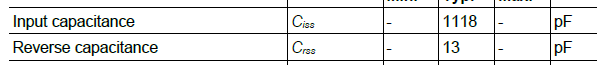 Input capacitance Ciss - 1118 - pF
Reverse capacitance Crss - 13 - pF